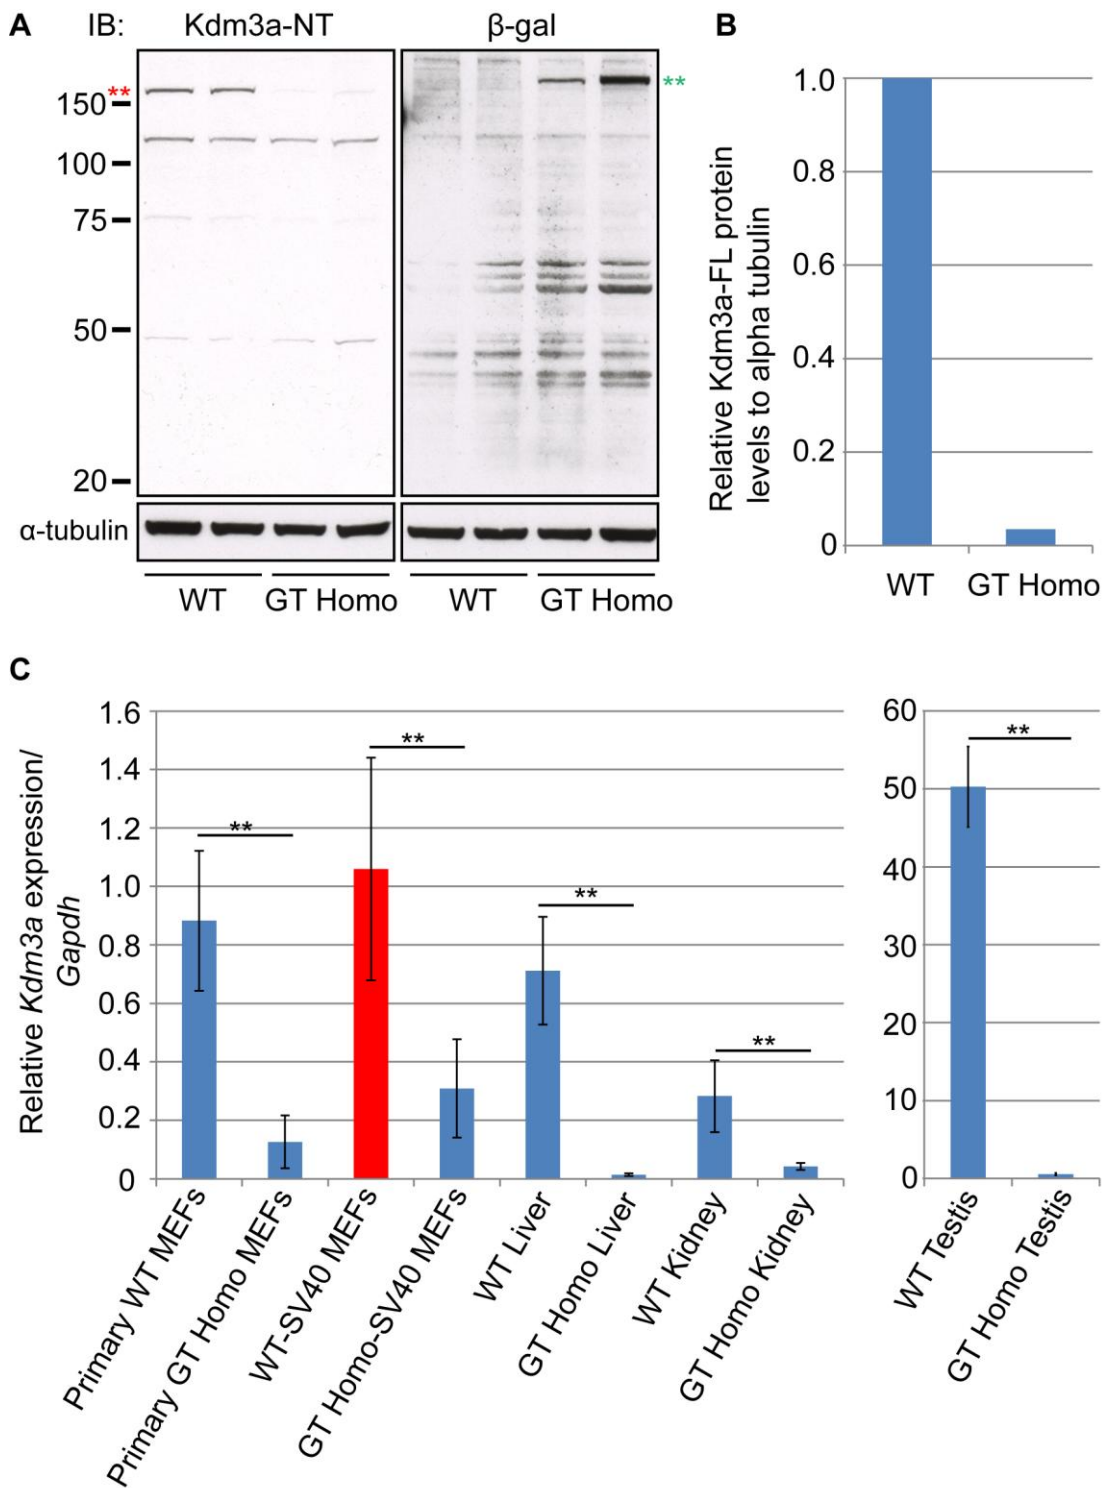 A
IB:
Kdm3a-NT
β-gal
**
150
100
75
50
20
**
α-tubulin
WT
GT Homo
WT
GT Homo
B
Relative Kdm3a-FL protein
levels to alpha tubulin
1.0
0.8
0.6
0.4
0.2
0
WT
GT Homo
C
Relative Kdm3a expression/
Gapdh
1.6
1.4
1.2
1.0
0.8
0.6
0.4
0.2
0
**
**
**
**
Primary WT MEFs
Primary GT Homo MEFs
WT-SV40 MEFs
GT Homo-SV40 MEFs
WT Liver
GT Homo Liver
WT Kidney
GT Homo Kidney
60
50
40
30
20
10
0
**
WT Testis
GT Homo Testis